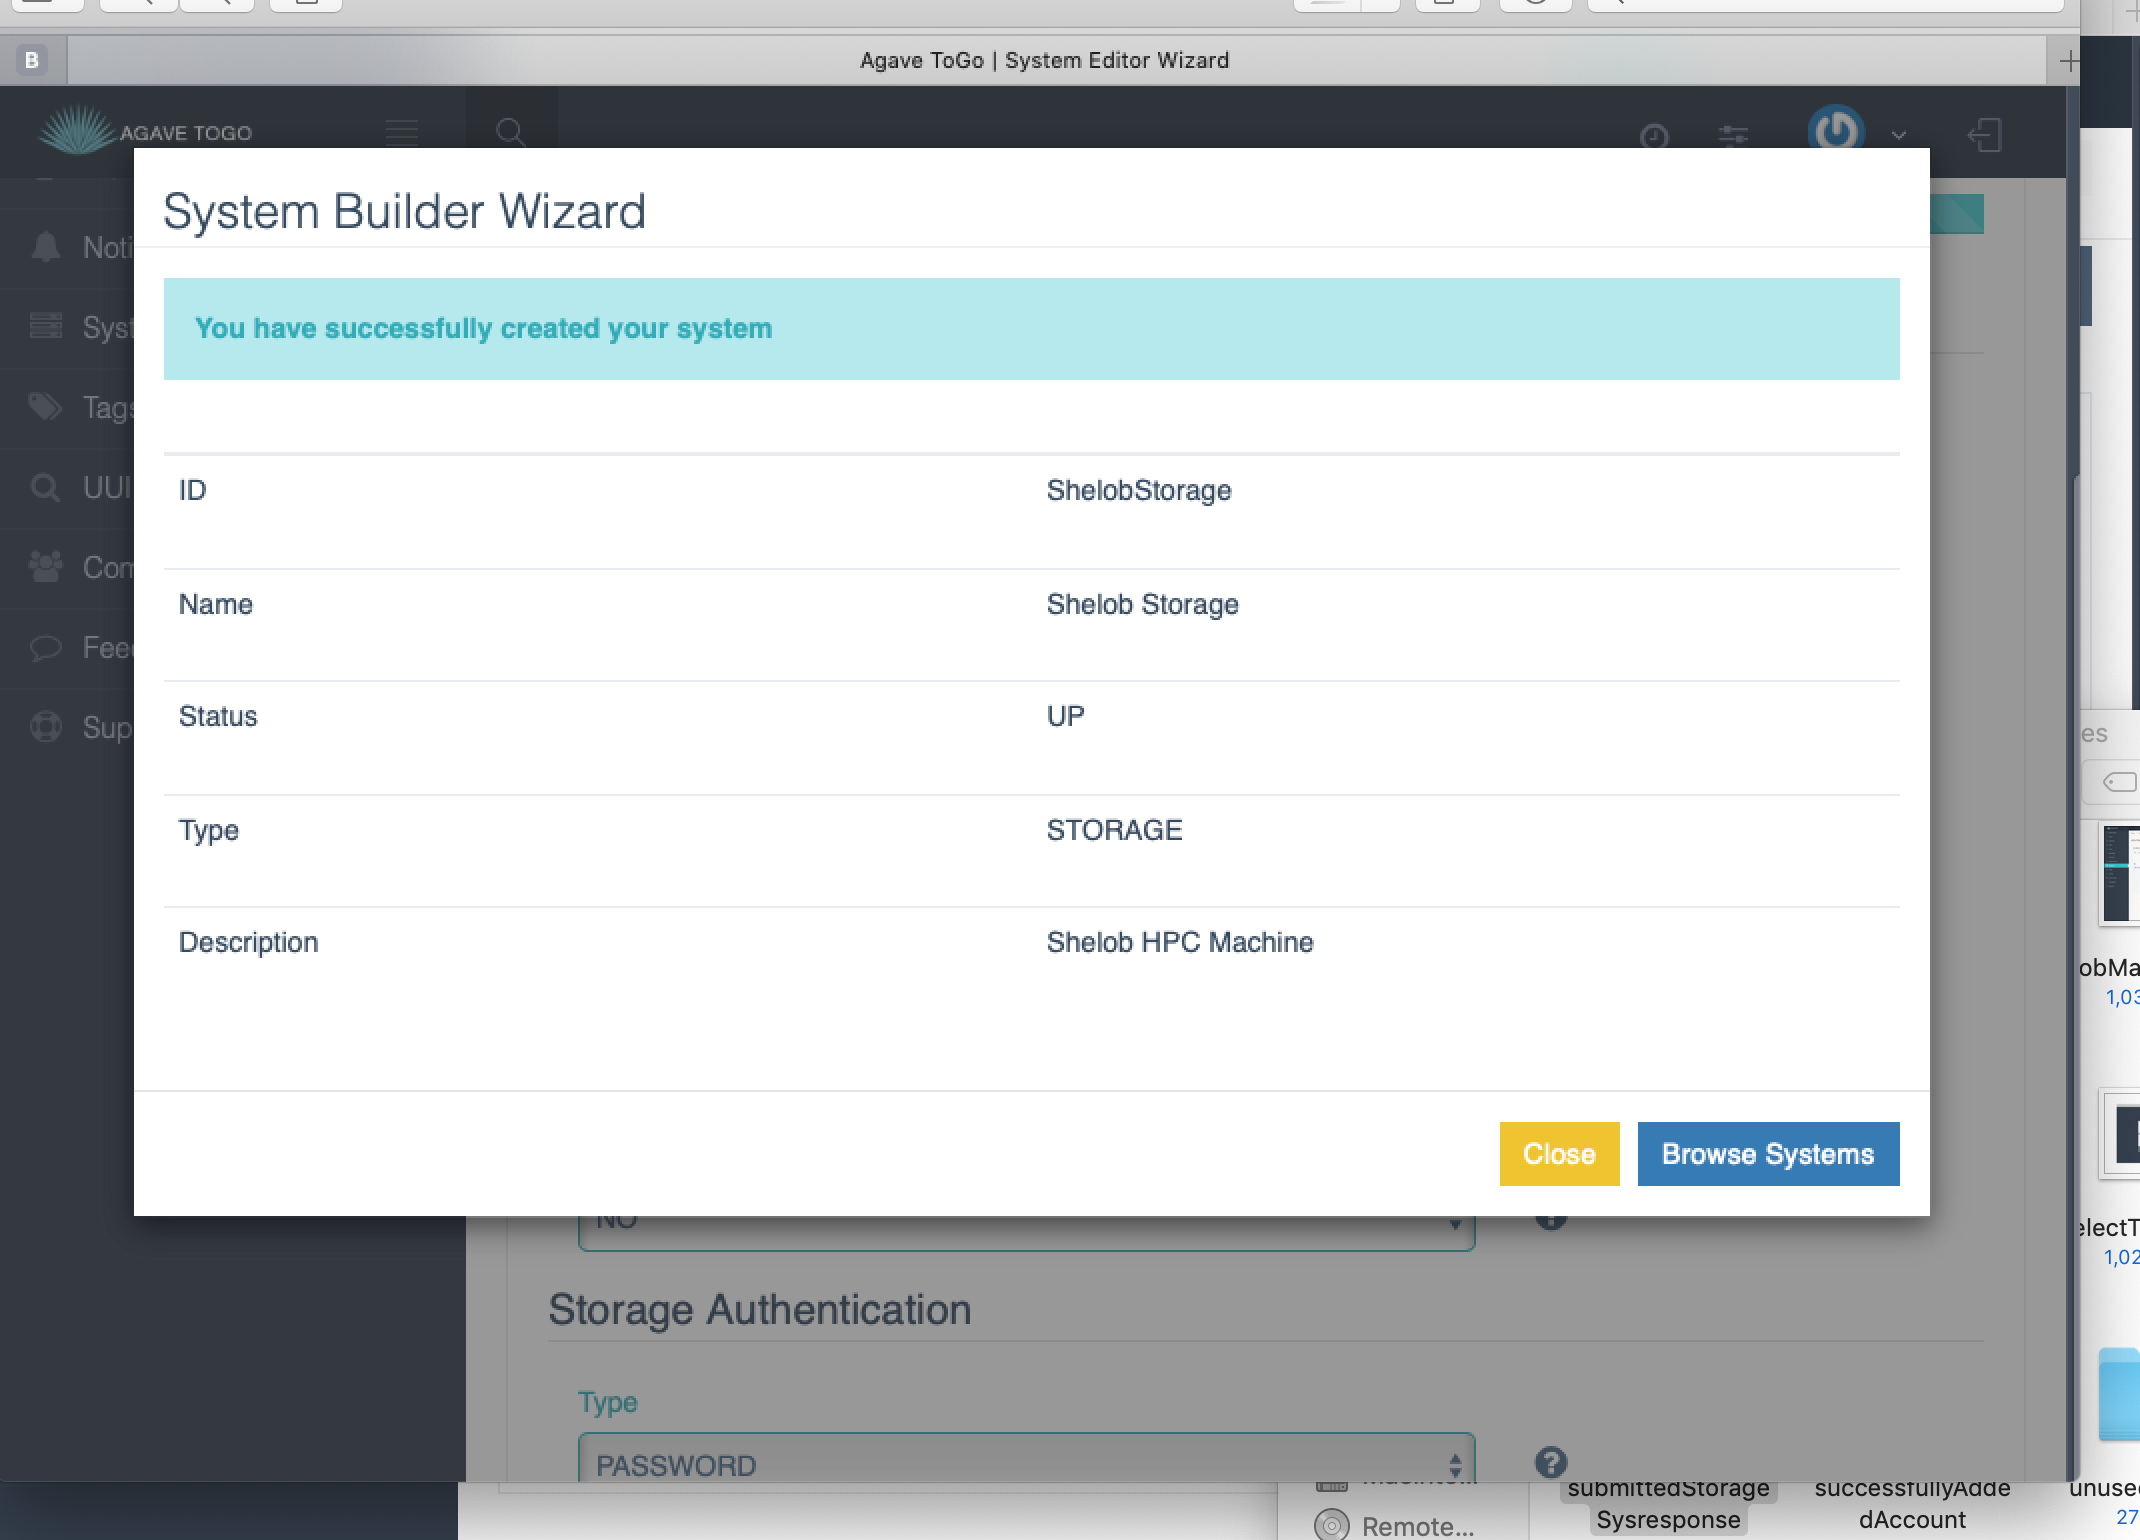 B
Agave ToGo | System Editor Wizard
AGAVE TOGO
System Builder Wizard
Noti
You have successfully created your system
Syst
Tags
ID ShelobStorage
UUI
Com
Name Shelob Storage
Feed
Status UP
Sup
es
Type STORAGE
Description Shelob HPC Machine
obMa
1,03
Close Browse Systems
NO
electT
1,02
Storage Authentication
Type
PASSWORD
submittedStorage successfullyAdde unused
Sysresponse dAccount 27
Remote...